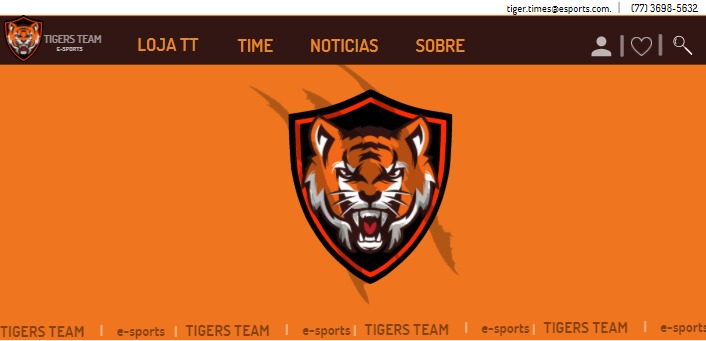 tiger.times@esports.com. | (77) 3698-5632
TIGERS TEAM
E-SPORTS
LOJA TT TIME NOTICIAS SOBRE
TIGERS TEAM | e-sports | TIGERS TEAM | e-sports | TIGERS TEAM | e-sports | TIGERS TEAM | e-sports